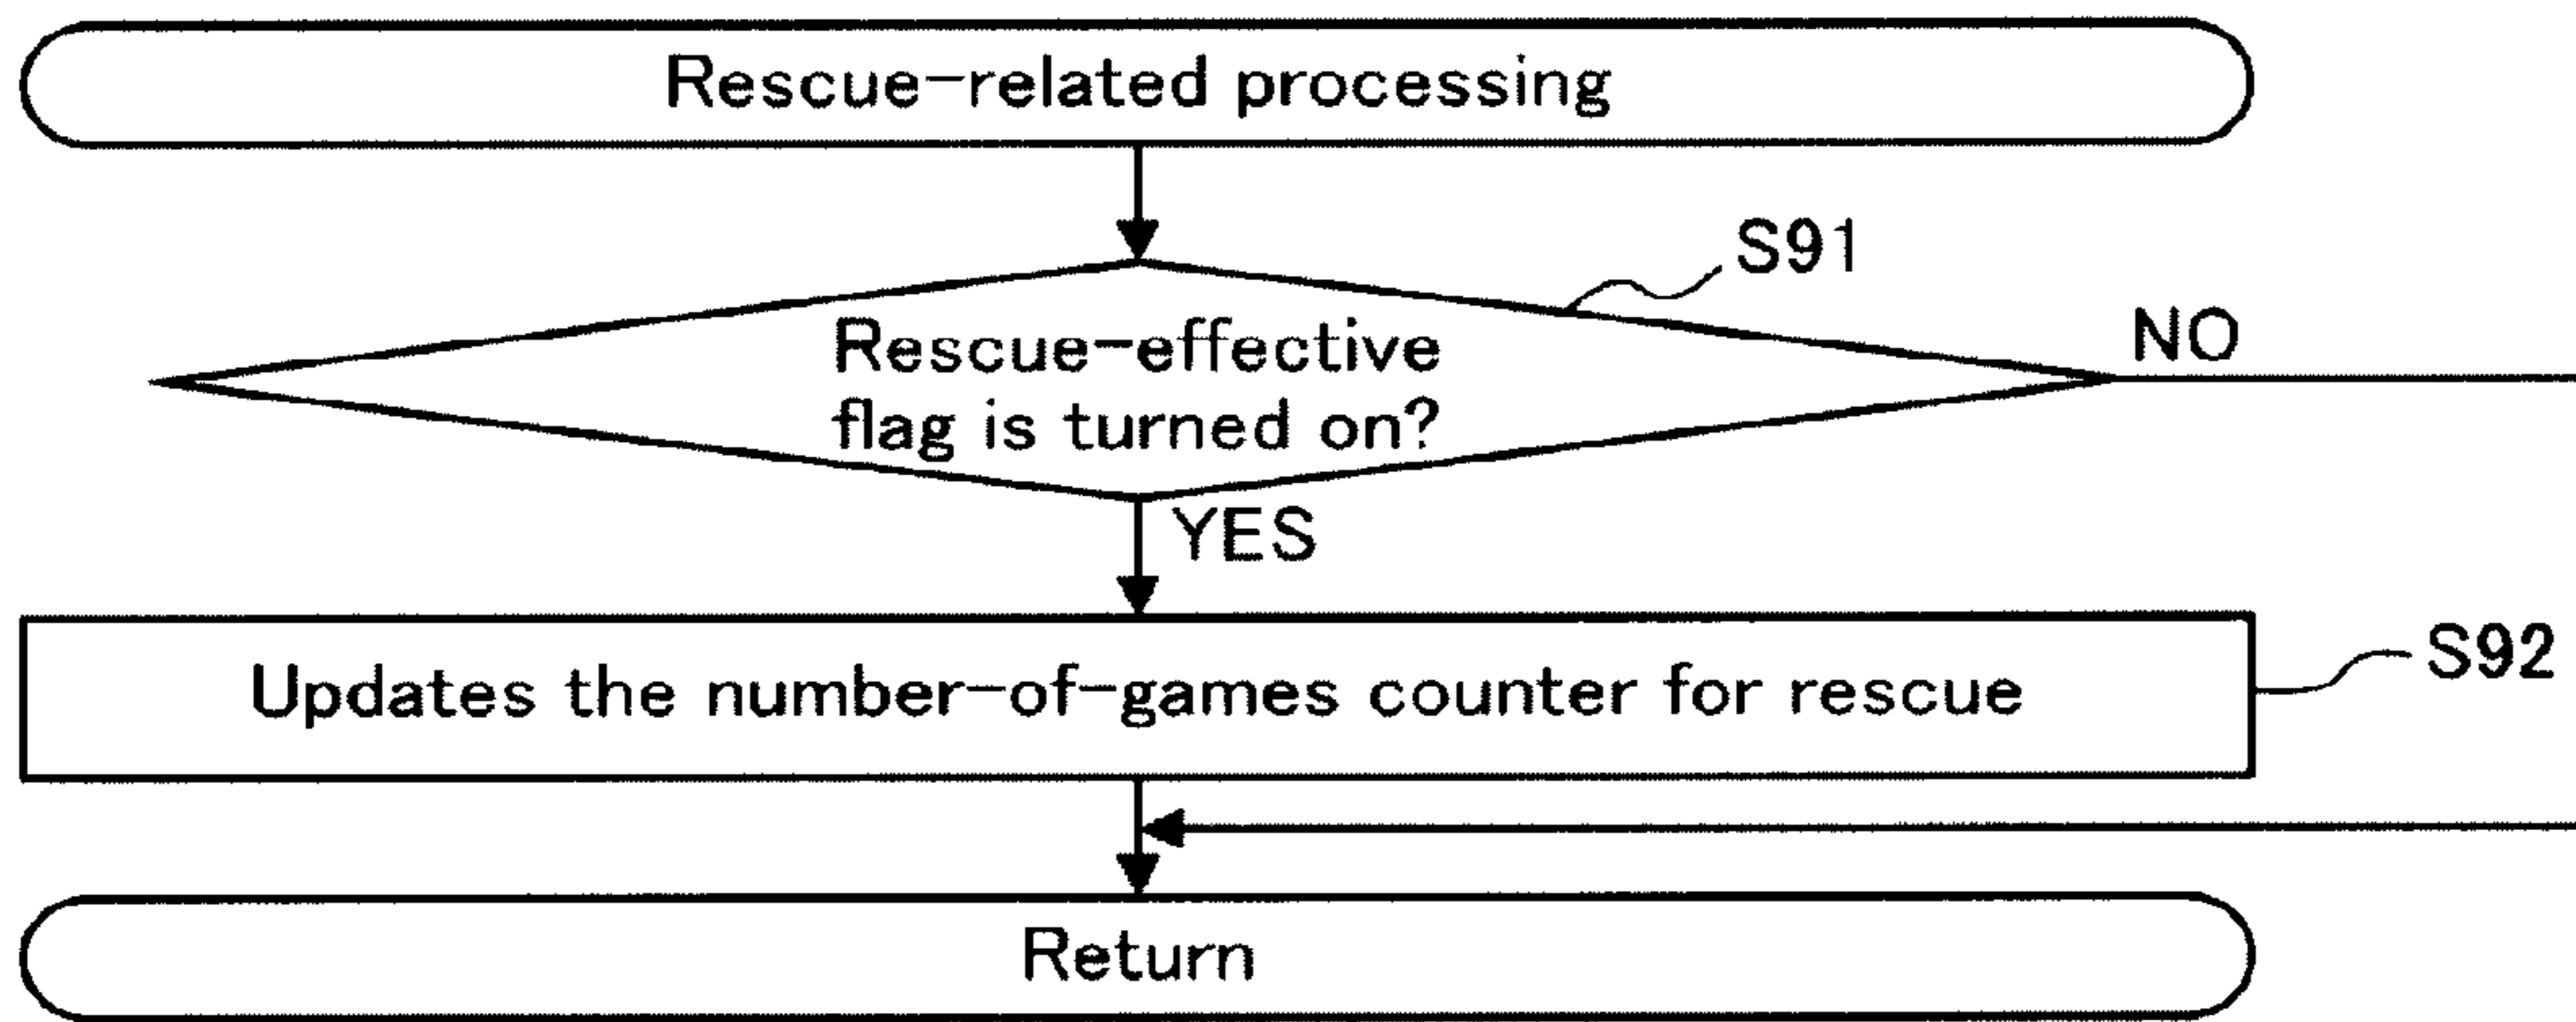 Rescue-related processing
S91
Rescue-effective
flag is turned on?
NO
YES
Updates the number-of-games counter for rescue
S92
Return